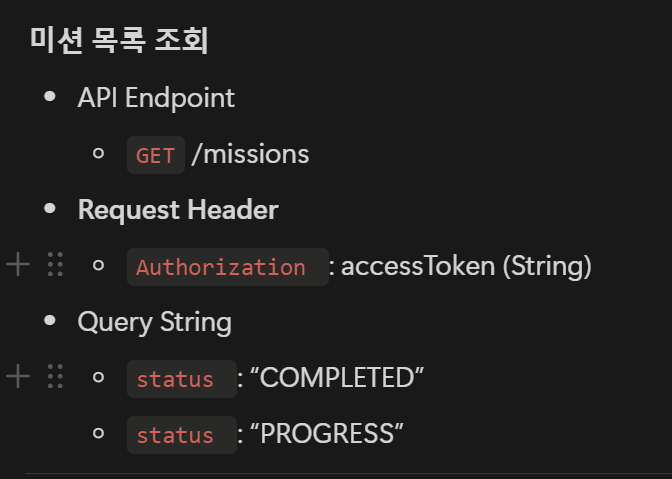 미션 목록 조회
API Endpoint
GET /missions
Request Header
Authorization : accessToken (String)
Query String
status : “COMPLETED”
status : “PROGRESS”